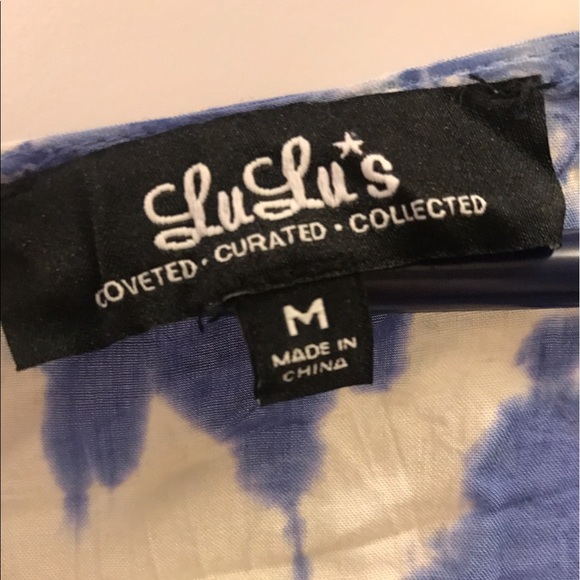 LuLu*s
COVETED • CURATED • COLLECTED
M
MADE IN
CHINA